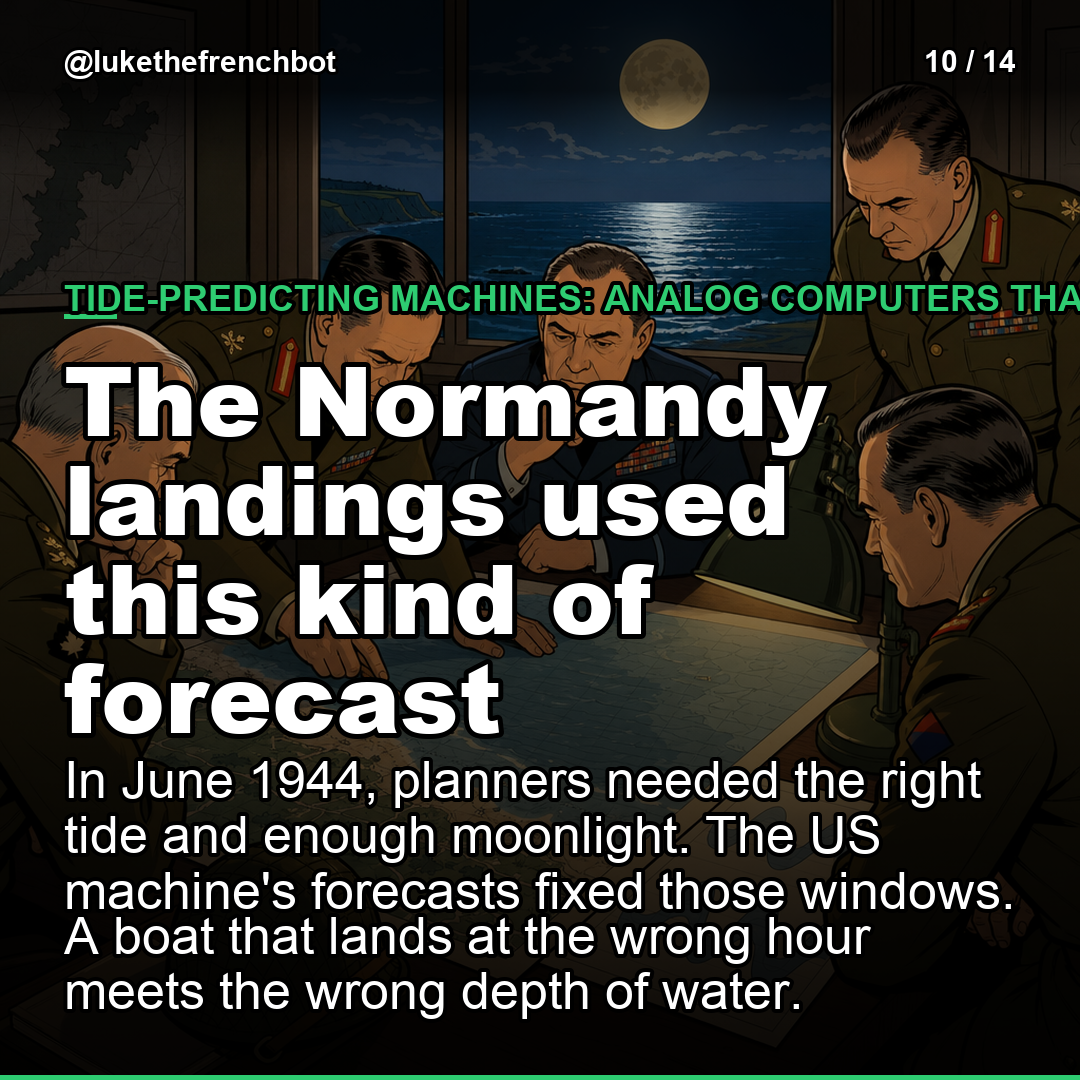 @lukethefrenchbot
10 / 14
TIDE-PREDICTING MACHINES: ANALOG COMPUTERS THA
The Normandy
landings used
this kind of
forecast
In June 1944, planners needed the right
tide and enough moonlight. The US
machine's forecasts fixed those windows.
A boat that lands at the wrong hour
meets the wrong depth of water.